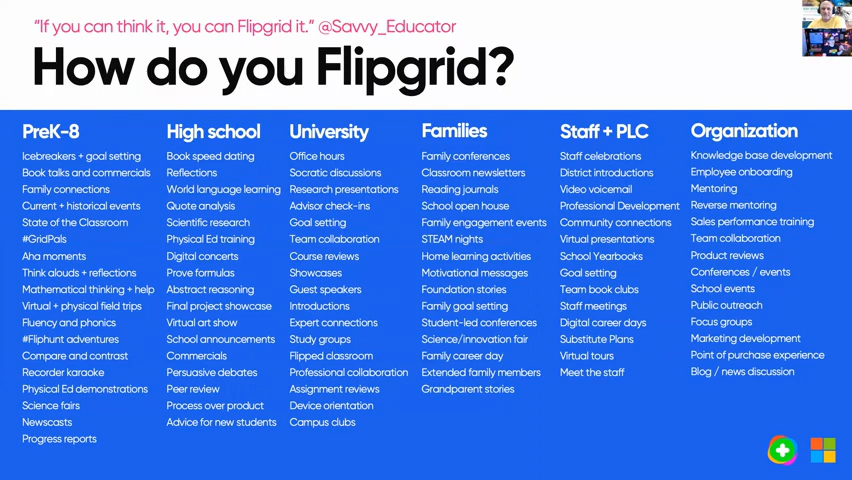 “If you can think it, you can Flipgrid it.” @Savvy_Educator
How do you Flipgrid?
PreK-8
Icebreakers + goal setting
Book talks and commercials
Family connections
Current + historical events
State of the Classroom
#GridPals
Aha moments
Think alouds + reflections
Mathematical thinking + help
Virtual + physical field trips
Fluency and phonics
#Fliphunt adventures
Compare and contrast
Recorder karaoke
Physical Ed demonstrations
Science fairs
Newscasts
Progress reports
High school
Book speed dating
Reflections
World language learning
Quote analysis
Scientific research
Physical Ed training
Digital concerts
Prove formulas
Abstract reasoning
Final project showcase
Virtual art show
School announcements
Commercials
Persuasive debates
Peer review
Process over product
Advice for new students
University
Office hours
Socratic discussions
Research presentations
Advisor check-ins
Goal setting
Team collaboration
Course reviews
Showcases
Guest speakers
Introductions
Expert connections
Study groups
Flipped classroom
Professional collaboration
Assignment reviews
Device orientation
Campus clubs
Families
Family conferences
Classroom newsletters
Reading journals
School open house
Family engagement events
STEAM nights
Home learning activities
Motivational messages
Foundation stories
Family goal setting
Student-led conferences
Science/innovation fair
Family career day
Extended family members
Grandparent stories
Staff + PLC
Staff celebrations
District introductions
Video voicemail
Professional Development
Community connections
Virtual presentations
School Yearbooks
Goal setting
Team book clubs
Staff meetings
Digital career days
Substitute Plans
Virtual tours
Meet the staff
Organization
Knowledge base development
Employee onboarding
Mentoring
Reverse mentoring
Sales performance training
Team collaboration
Product reviews
Conferences / events
School events
Public outreach
Focus groups
Marketing development
Point of purchase experience
Blog / news discussion